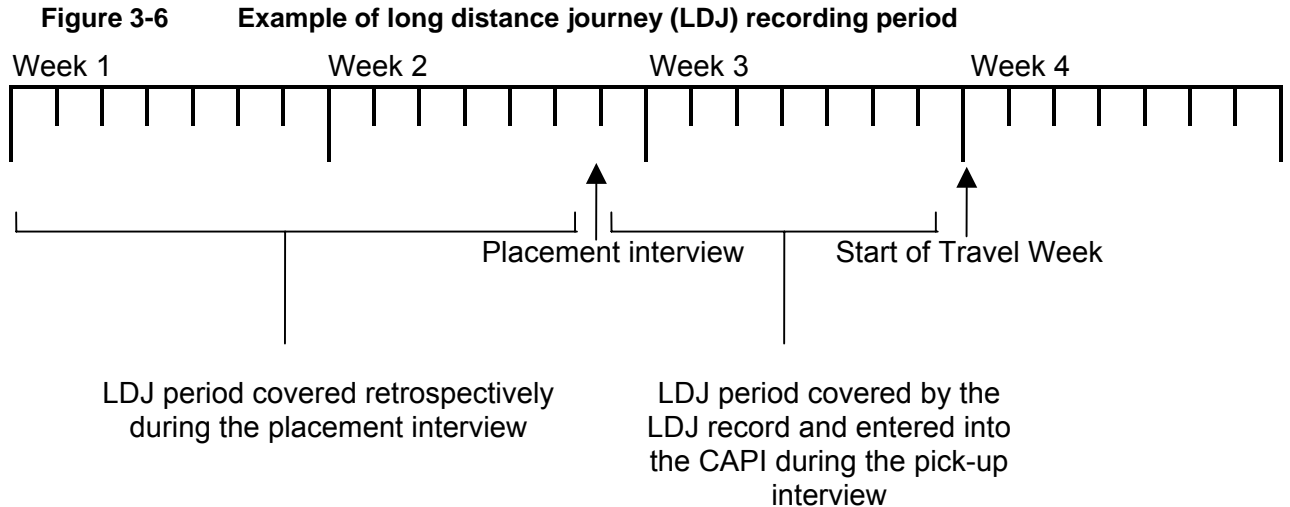 Figure 3-6 Example of long distance journey (LDJ) recording period
Week 1 Week 2 Week 3 Week 4
Placement interview Start of Travel Week
LDJ period covered retrospectively
during the placement interview
LDJ period covered by the
LDJ record and entered into
the CAPI during the pick-up
interview